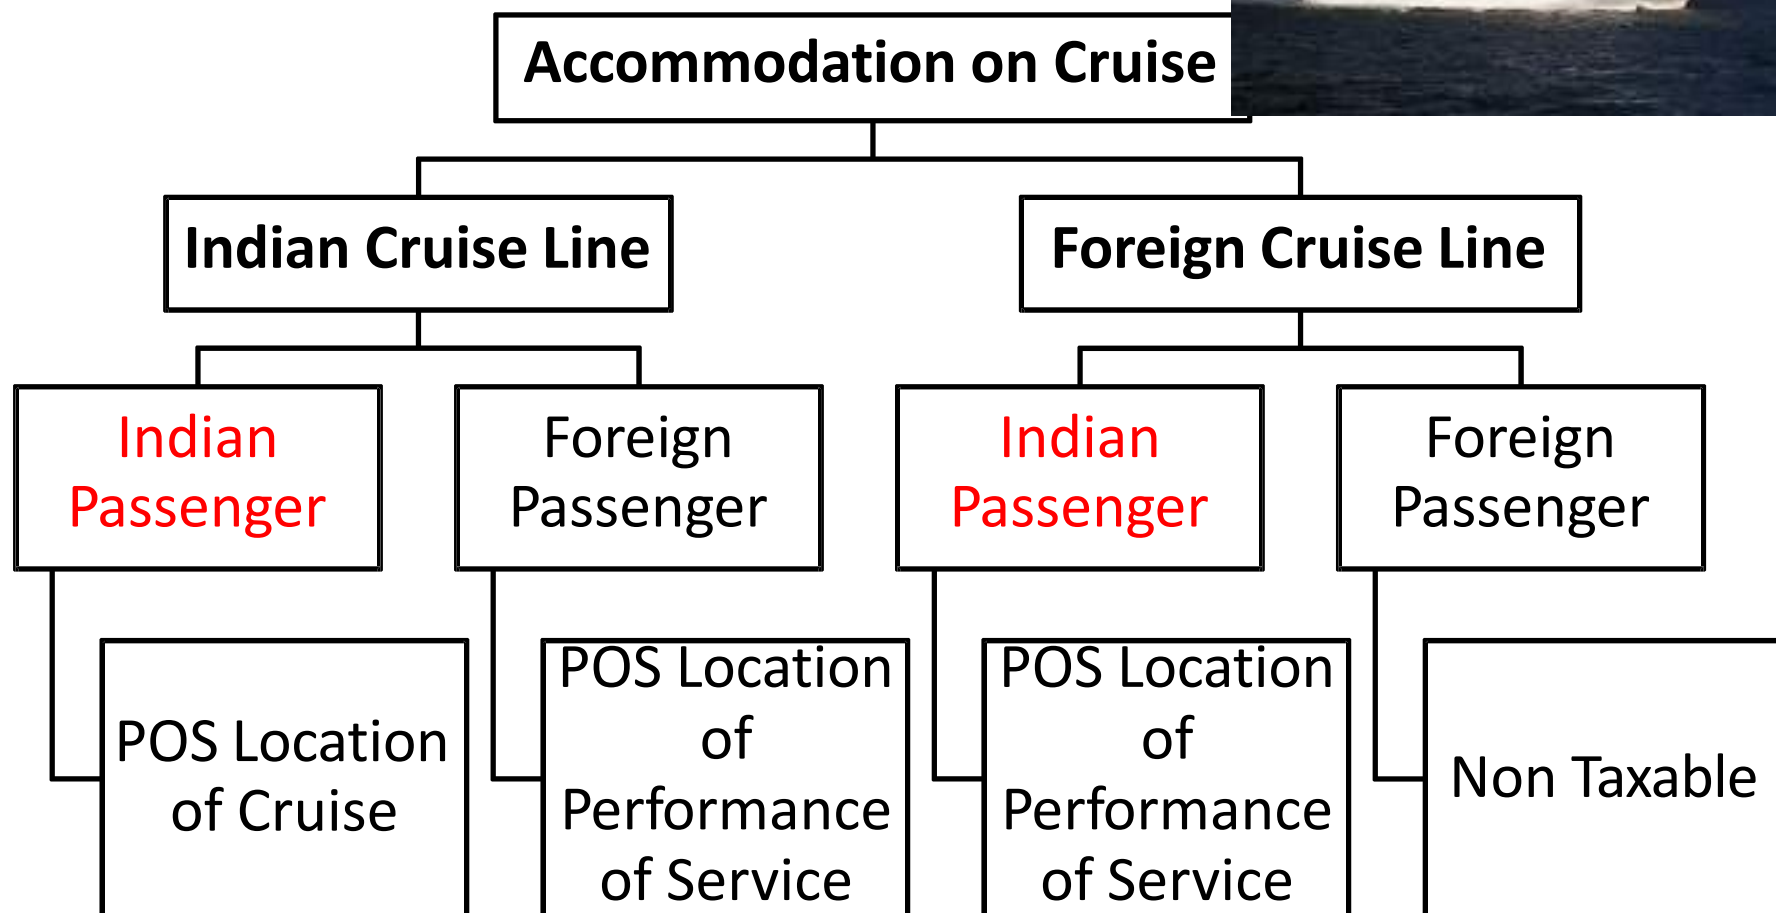 Accommodation on Cruise
Indian Cruise Line
Foreign Cruise Line
Indian
Passenger
Foreign
Passenger
Indian
Passenger
Foreign
Passenger
POS Location
of Cruise
POS Location
of
Performance
of Service
POS Location
of
Performance
of Service
Non Taxable